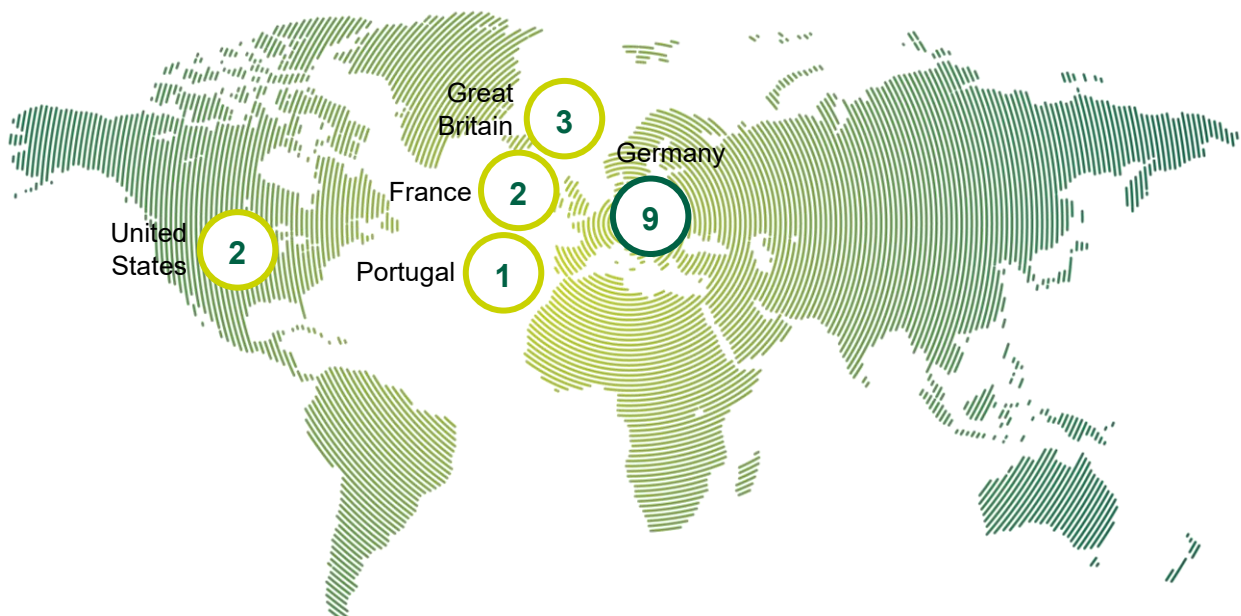 Great
Britain
3
Germany
France
2
9
United
States
2
Portugal
1